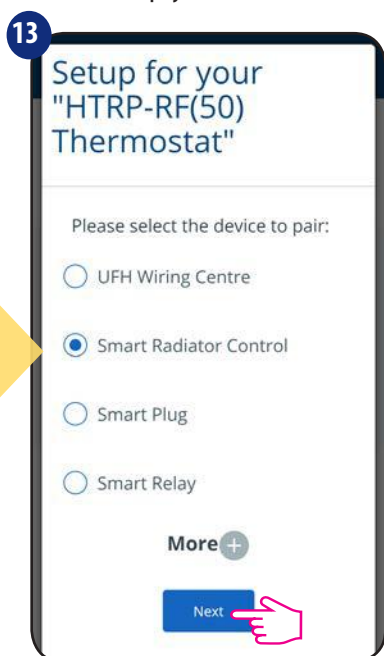 13
Setup for your
"HTRP-RF(50)
Thermostat"
Please select the device to pair:
UFH Wiring Centre
Smart Radiator Control
Smart Plug
Smart Relay
More +
Next